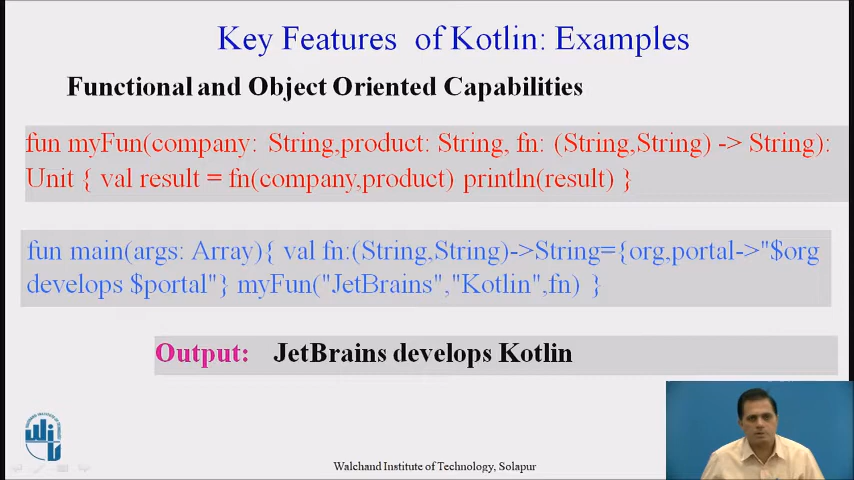 Key Features of Kotlin: Examples
Functional and Object Oriented Capabilities
fun myFun(company: String,product: String, fn: (String,String) -> String):
Unit { val result = fn(company,product) println(result) }
fun main(args: Array){ val fn:(String,String)->String={org,portal->"$org
develops $portal"} myFun("JetBrains","Kotlin",fn) }
Output: JetBrains develops Kotlin
Walchand Institute of Technology, Solapur